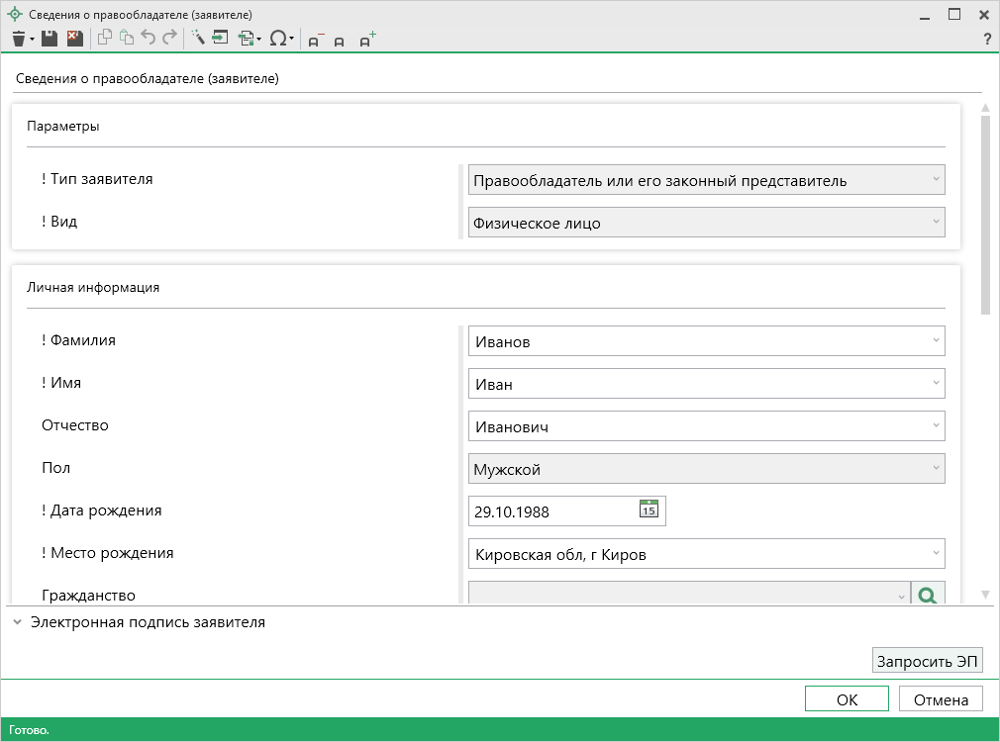 Сведения о правообладателе (заявителе)
?
Сведения о правообладателе (заявителе)
Параметры
! Тип заявителя Правообладатель или его законный представитель
! Вид Физическое лицо
Личная информация
! Фамилия Иванов
! Имя Иван
Отчество Иванович
Пол Мужской
! Дата рождения 29.10.1988 15
! Место рождения Кировская обл, г Киров
Гражданство
Электронная подпись заявителя
Запросить ЭП
ОК Отмена
Готово.